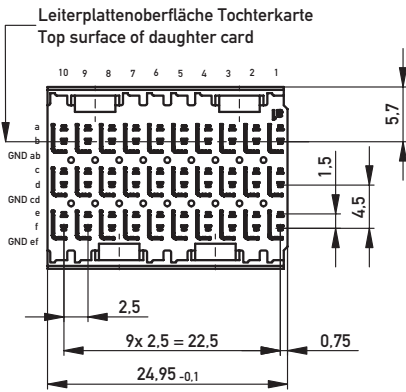 Leiterplattenoberfläche Tochterkarte
Top surface of daughter card
10 9 8 7 6 5 4 3 2 1
a
b
GND ab
c
d
GND cd
e
f
GND ef
5,7
1,5
4,5
2,5
9x 2,5 = 22,5
0,75
24,95 -0,1